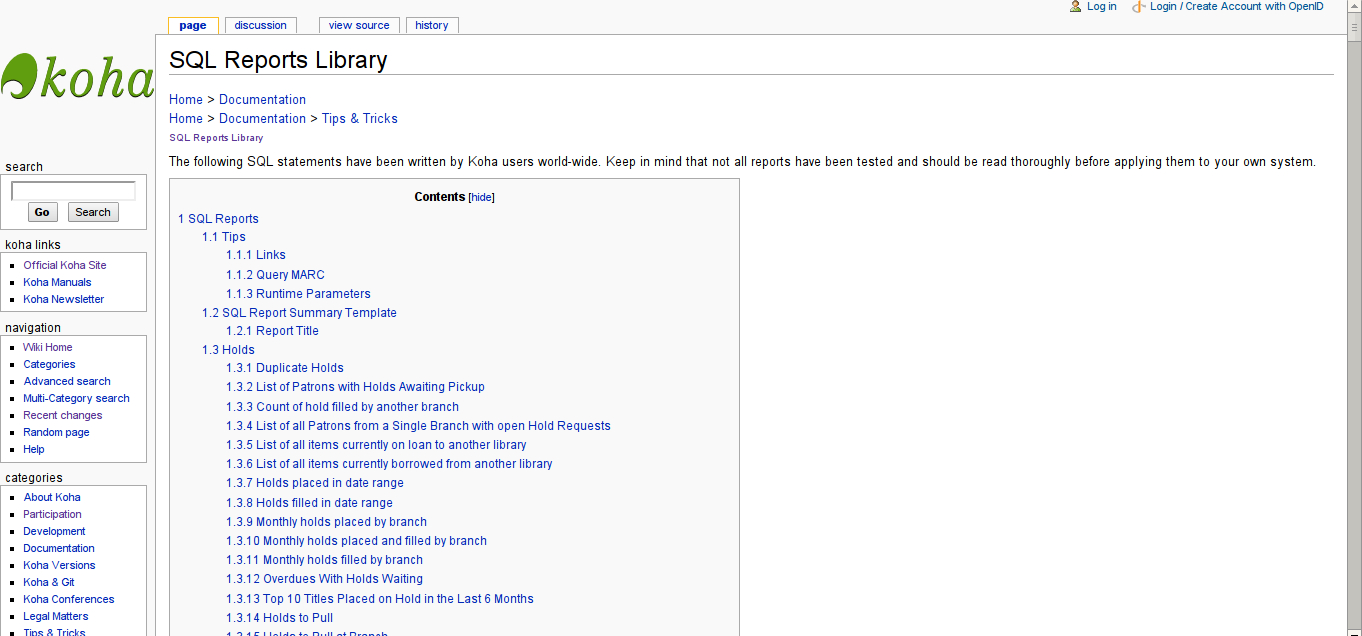 Log in Login / Create Account with OpenID
page discussion view source history
koha
SQL Reports Library
Home > Documentation
Home > Documentation > Tips & Tricks
SQL Reports Library
The following SQL statements have been written by Koha users world-wide. Keep in mind that not all reports have been tested and should be read thoroughly before applying them to your own system.
search
Go Search
koha links
Official Koha Site
Koha Manuals
Koha Newsletter
navigation
Wiki Home
Categories
Advanced search
Multi-Category search
Recent changes
Random page
Help
categories
About Koha
Participation
Development
Documentation
Koha Versions
Koha & Git
Koha Conferences
Legal Matters
Tips & Tricks
Contents [hide]
1 SQL Reports
1.1 Tips
1.1.1 Links
1.1.2 Query MARC
1.1.3 Runtime Parameters
1.2 SQL Report Summary Template
1.2.1 Report Title
1.3 Holds
1.3.1 Duplicate Holds
1.3.2 List of Patrons with Holds Awaiting Pickup
1.3.3 Count of hold filled by another branch
1.3.4 List of all Patrons from a Single Branch with open Hold Requests
1.3.5 List of all items currently on loan to another library
1.3.6 List of all items currently borrowed from another library
1.3.7 Holds placed in date range
1.3.8 Holds filled in date range
1.3.9 Monthly holds placed by branch
1.3.10 Monthly holds placed and filled by branch
1.3.11 Monthly holds filled by branch
1.3.12 Overdues With Holds Waiting
1.3.13 Top 10 Titles Placed on Hold in the Last 6 Months
1.3.14 Holds to Pull
1.3.15 Holds to Pull at Branch